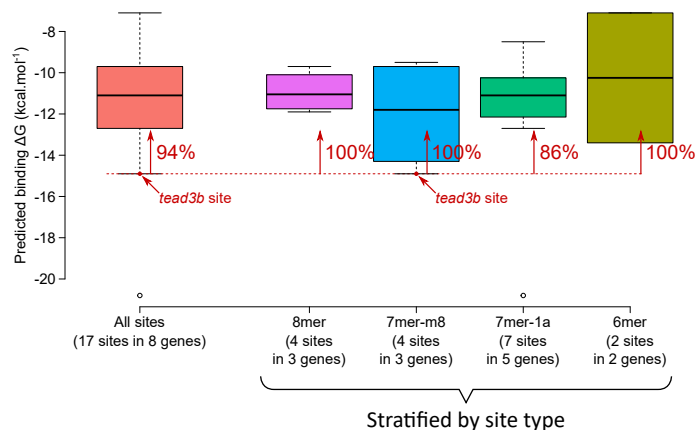 Predicted binding ΔG (kcal.mol⁻¹)
-8
-10
-12
-14
-16
-18
-20
94%
100%
100%
86%
100%
tead3b site
tead3b site
All sites
(17 sites in 8 genes)
8mer
(4 sites
in 3 genes)
7mer-m8
(4 sites
in 3 genes)
7mer-1a
(7 sites
in 5 genes)
6mer
(2 sites
in 2 genes)
Stratified by site type